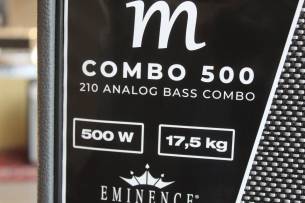 m
COMBO 500
210 ANALOG BASS COMBO
500 W 17,5 kg
EMINENCE®